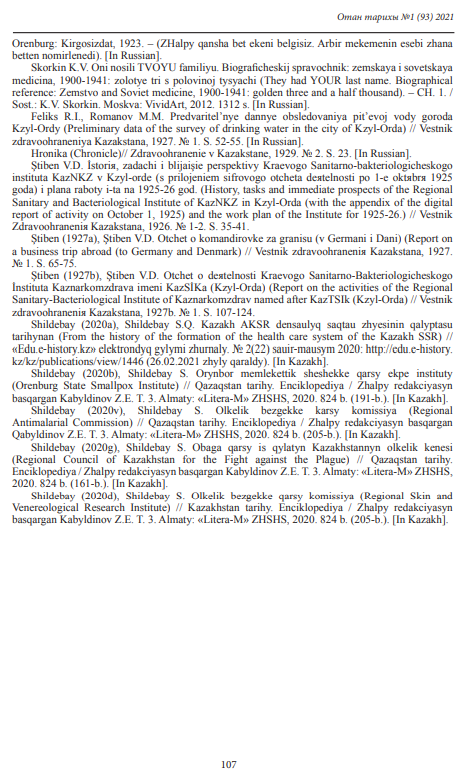 Отан тарихы №1 (93) 2021
Orenburg: Kirgosizdat, 1923. – (ZHalpy qansha bet ekeni belgisiz. Arbir mekemenin esebi zhana
betten nomirlenedi). [In Russian].
Skorkin K.V. Oni nosili TVOYU familiyu. Biograficheskij spravochnik: zemskaya i sovetskaya
medicina, 1900-1941: zolotye tri s polovinoj tysyachi (They had YOUR last name. Biographical
reference: Zemstvo and Soviet medicine, 1900-1941: golden three and a half thousand). – CH. 1. /
Sost.: K.V. Skorkin. Moskva: VividArt, 2012. 1312 s. [In Russian].
Feliks R.I., Romanov M.M. Predvaritel'nye dannye obsledovaniya pit'evoj vody goroda
Kzyl-Ordy (Preliminary data of the survey of drinking water in the city of Kzyl-Orda) // Vestnik
zdravoohraneniya Kazakstana, 1927. № 1. S. 52-55. [In Russian].
Hronika (Chronicle)// Zdravoohranenie v Kazakstane, 1929. № 2. S. 23. [In Russian].
Ştiben V.D. İstoriя, zadachi i blijaişie perspektivy Kraevogo Sanitarno-bakteriologicheskogo
instituta KazNKZ v Kzyl-orde (s prilojeniem sifrovogo otcheta deяtelnosti po 1-e oktяbrя 1925
goda) i plana raboty i-ta na 1925-26 god. (History, tasks and immediate prospects of the Regional
Sanitary and Bacteriological Institute of KazNKZ in Kzyl-Orda (with the appendix of the digital
report of activity on October 1, 1925) and the work plan of the Institute for 1925-26.) // Vestnik
Zdravoohraneniя Kazakstana, 1926. № 1-2. S. 35-41.
Ştiben (1927a), Ştiben V.D. Otchet o komandirovke za granisu (v Germani i Dani) (Report on
a business trip abroad (to Germany and Denmark) // Vestnik zdravoohraneniя Kazakstana, 1927.
№ 1. S. 65-75.
Ştiben (1927b), Ştiben V.D. Otchet o deяtelnosti Kraevogo Sanitarno-Bakteriologicheskogo
İnstituta Kaznarkomzdrava imeni KazSİKa (Kzyl-Orda) (Report on the activities of the Regional
Sanitary-Bacteriological Institute of Kaznarkomzdrav named after KazTSIk (Kzyl-Orda) // Vestnik
zdravoohraneniя Kazakstana, 1927b. № 1. S. 107-124.
Shildebay (2020a), Shildebay S.Q. Kazakh AKSR densaulyq saqtau zhyesinin qalyptasu
tarihynan (From the history of the formation of the health care system of the Kazakh SSR) //
«Edu.e-history.kz» elektrondyq gylymi zhurnaly. № 2(22) sauir-mausym 2020: http://edu.e-history.
kz/kz/publications/view/1446 (26.02.2021 zhyly qaraldy). [In Kazakh].
Shildebay (2020b), Shildebay S. Orynbor memlekettik sheshekke qarsy ekpe instituty
(Orenburg State Smallpox Institute) // Qazaqstan tarihy. Enciklopediya / Zhalpy redakciyasyn
basqargan Kabyldinov Z.E. T. 3. Almaty: «Litera-M» ZHSHS, 2020. 824 b. (191-b.). [In Kazakh].
Shildebay (2020v), Shildebay S. Olkelik bezgekke karsy komissiya (Regional
Antimalarial Commission) // Qazaqstan tarihy. Enciklopediya / Zhalpy redakciyasyn basqargan
Qabyldinov Z.E. T. 3. Almaty: «Litera-M» ZHSHS, 2020. 824 b. (205-b.). [In Kazakh].
Shildebay (2020g), Shildebay S. Obaga qarsy is qylatyn Kazakhstannyn olkelik kenesi
(Regional Council of Kazakhstan for the Fight against the Plague) // Qazaqstan tarihy.
Enciklopediya / Zhalpy redakciyasyn basqargan Kabyldinov Z.E. T. 3. Almaty: «Litera-M» ZHSHS,
2020. 824 b. (161-b.). [In Kazakh].
Shildebay (2020d), Shildebay S. Olkelik bezgekke qarsy komissiya (Regional Skin and
Venereological Research Institute) // Kazakhstan tarihy. Enciklopediya / Zhalpy redakciyasyn
basqargan Kabyldinov Z.E. T. 3. Almaty: «Litera-M» ZHSHS, 2020. 824 b. (205-b.). [In Kazakh].
107